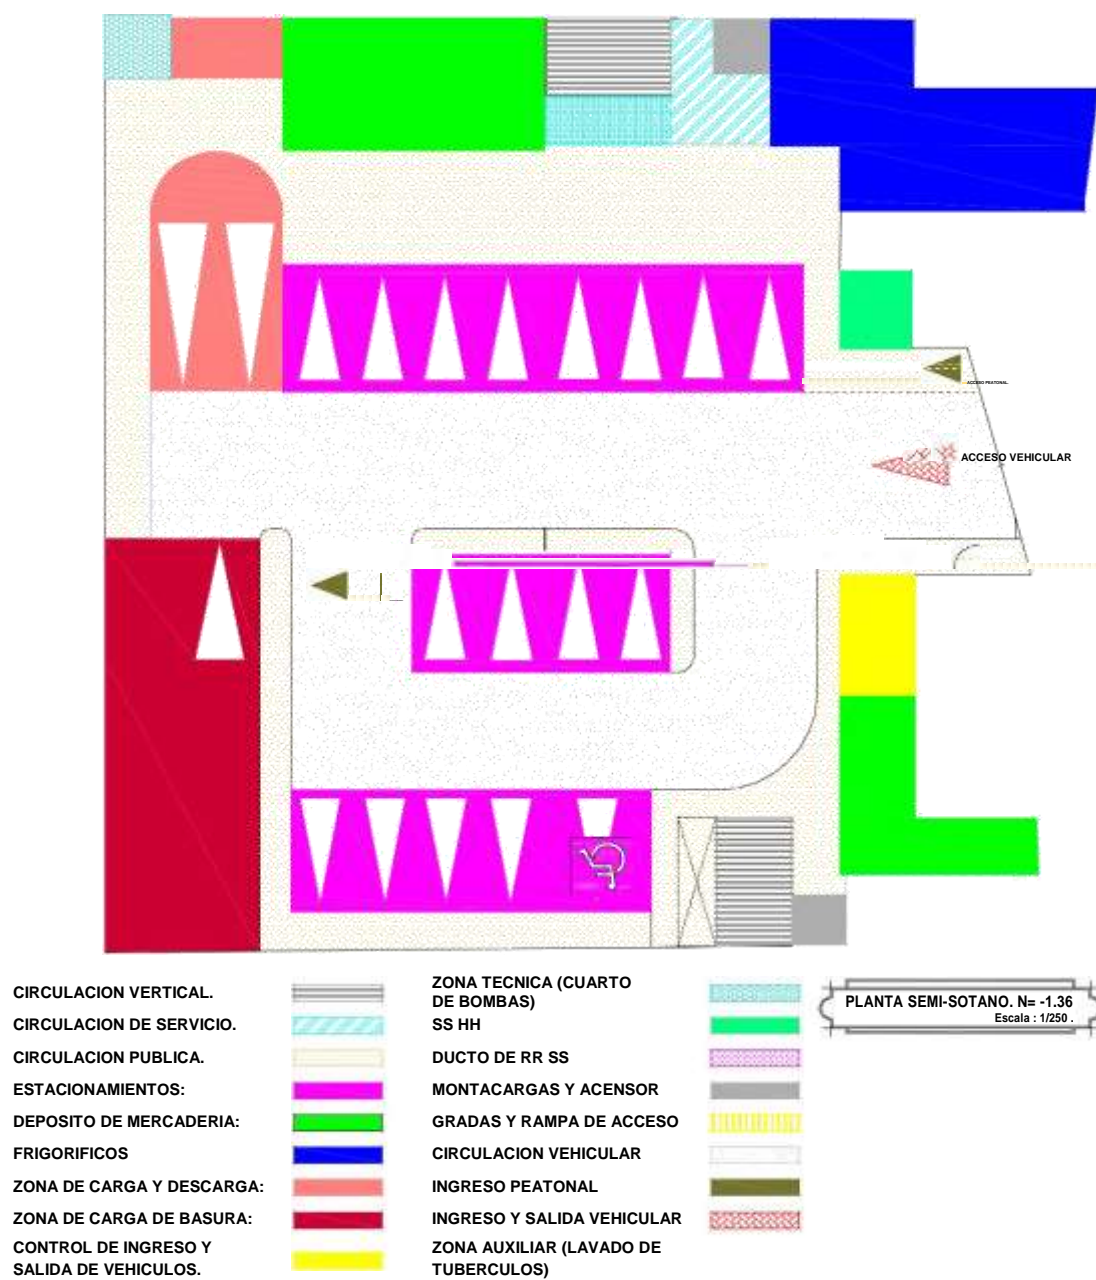 ACCESO PEATONAL.
ACCESO VEHICULAR
CIRCULACION VERTICAL.
CIRCULACION DE SERVICIO.
CIRCULACION PUBLICA.
ESTACIONAMIENTOS:
DEPOSITO DE MERCADERIA:
FRIGORIFICOS
ZONA DE CARGA Y DESCARGA:
ZONA DE CARGA DE BASURA:
CONTROL DE INGRESO Y
SALIDA DE VEHICULOS.
ZONA TECNICA (CUARTO
DE BOMBAS)
SS HH
DUCTO DE RR SS
MONTACARGAS Y ACENSOR
GRADAS Y RAMPA DE ACCESO
CIRCULACION VEHICULAR
INGRESO PEATONAL
INGRESO Y SALIDA VEHICULAR
ZONA AUXILIAR (LAVADO DE
TUBERCULOS)
PLANTA SEMI-SOTANO. N= -1.36
Escala : 1/250 .